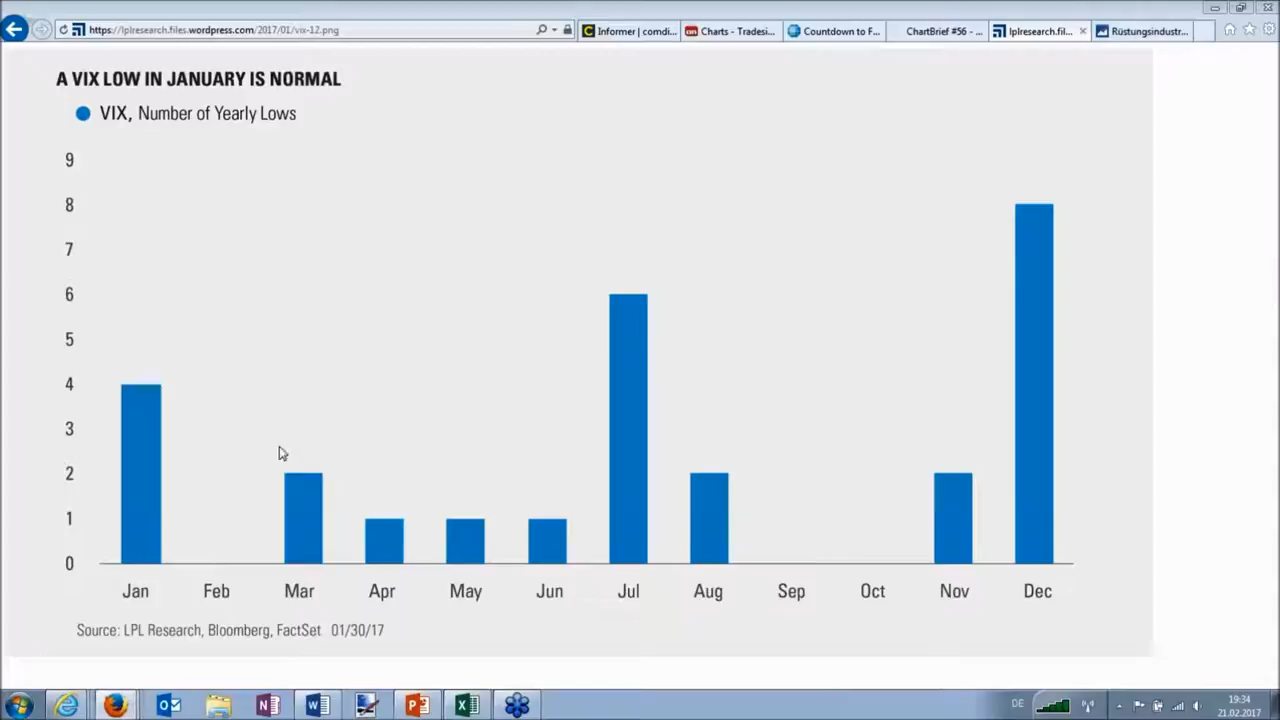 https://lplresearch.files.wordpress.com/2017/01/vix-12.png
Informer | comdi...
Charts - Tradesi...
Countdown to F...
ChartBrief #56 - ...
lplresearch.fil...
Rüstungsindustr...
A VIX LOW IN JANUARY IS NORMAL
VIX, Number of Yearly Lows
9
8
7
6
5
4
3
2
1
0
Jan Feb Mar Apr May Jun Jul Aug Sep Oct Nov Dec
Source: LPL Research, Bloomberg, FactSet 01/30/17
DE
19:34
21.02.2017